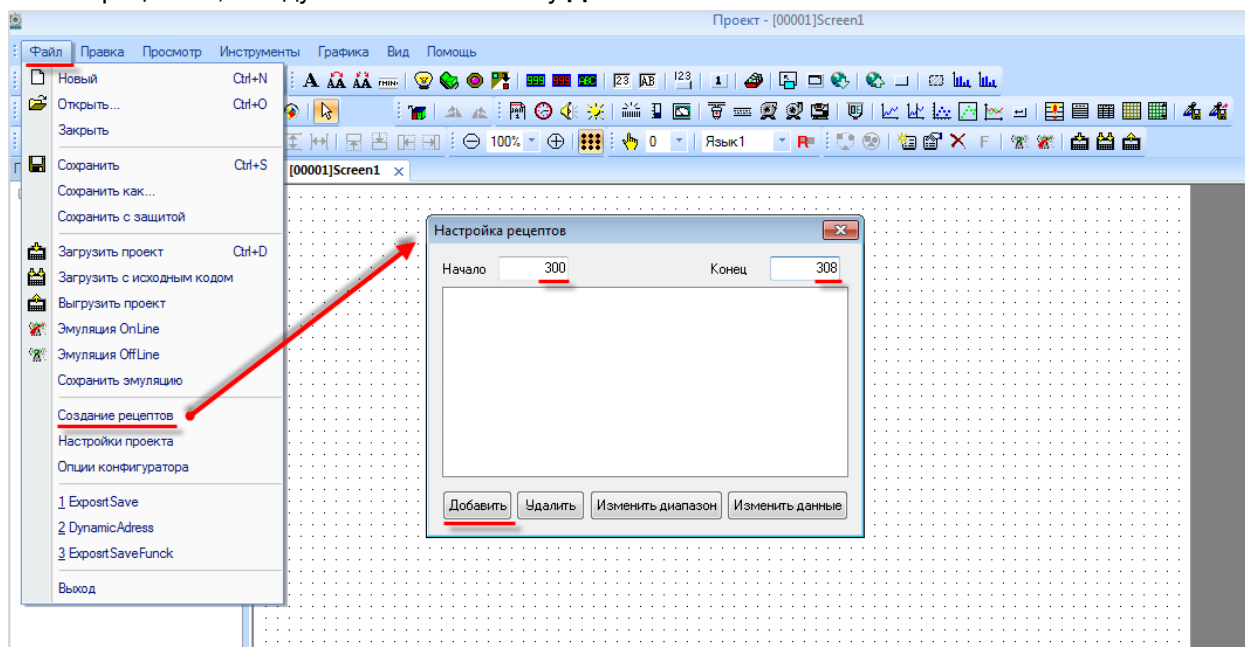 Проект - [00001]Screen1
Файл Правка Просмотр Инструменты Графика Вид Помощь
Новый Ctrl+N
Открыть... Ctrl+O
Закрыть
100% 0 Язык1
Сохранить Ctrl+S
[00001]Screen1
Сохранить как...
Сохранить с защитой
Загрузить проект Ctrl+D
Загрузить с исходным кодом
Выгрузить проект
Эмуляция OnLine
Эмуляция OffLine
Сохранить эмуляцию
Создание рецептов
Настройки проекта
Опции конфигуратора
1 ExposrtSave
2 DynamicAdress
3 ExposrtSaveFunck
Выход
Настройка рецептов
Начало 300 Конец 308
Добавить Удалить Изменить диапазон Изменить данные